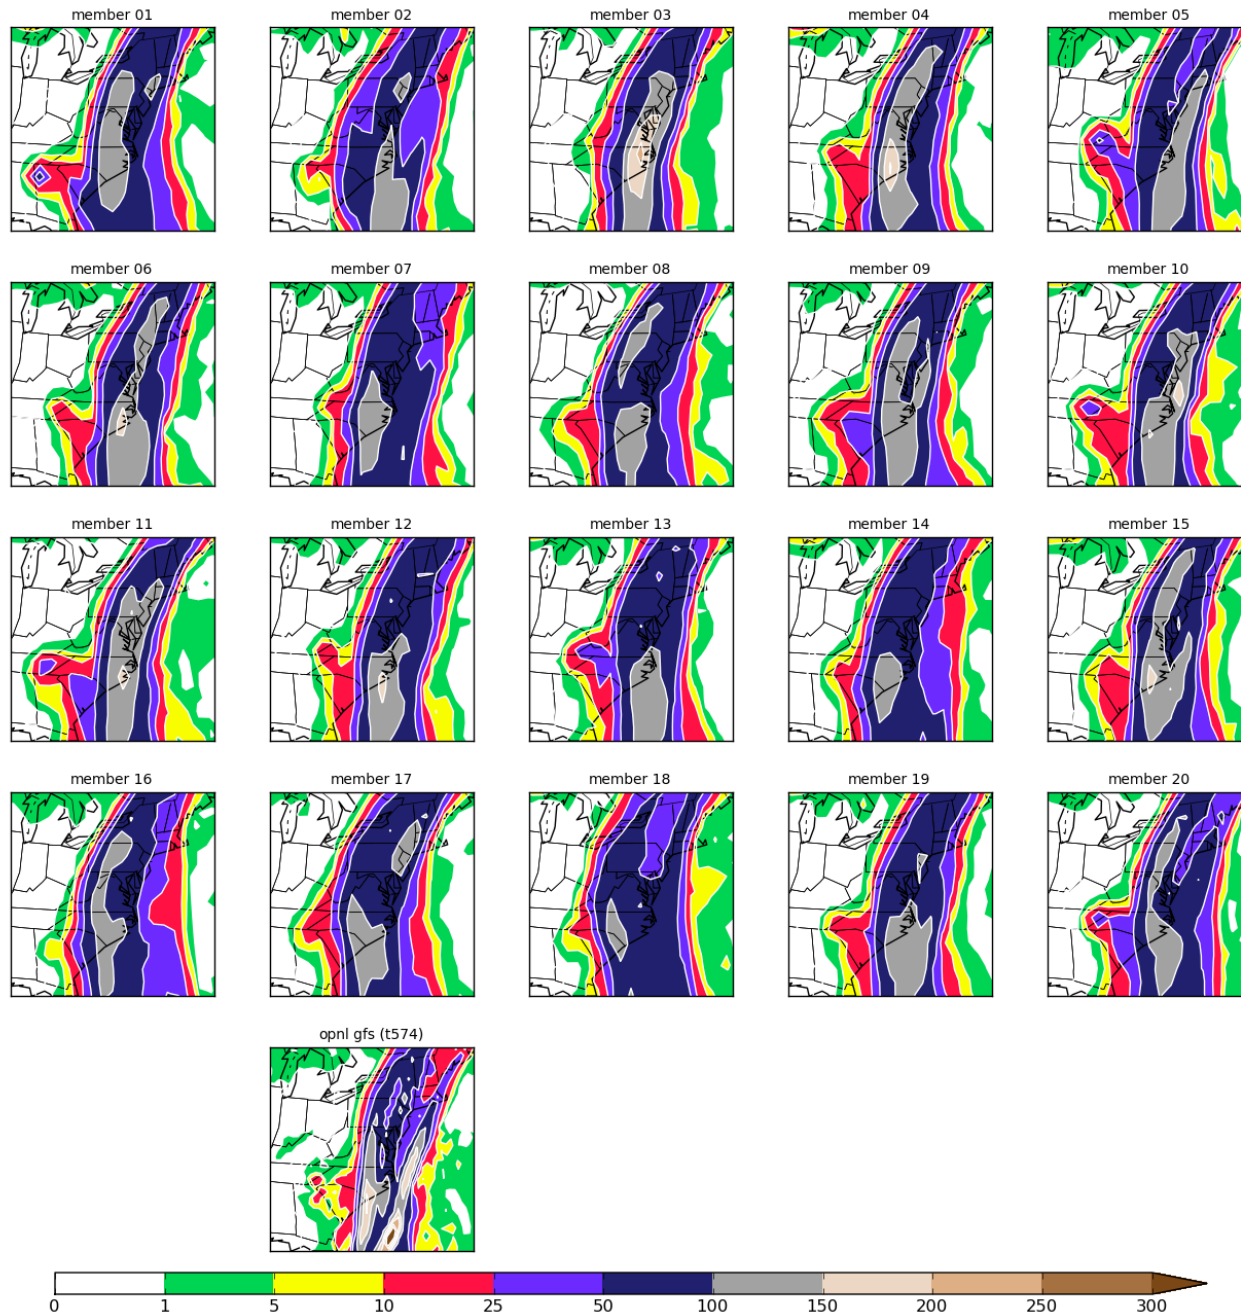 member 01 member 02 member 03 member 04 member 05
member 06 member 07 member 08 member 09 member 10
member 11 member 12 member 13 member 14 member 15
member 16 member 17 member 18 member 19 member 20
opnl gfs (t574)
0 1 5 10 25 50 100 150 200 250 300